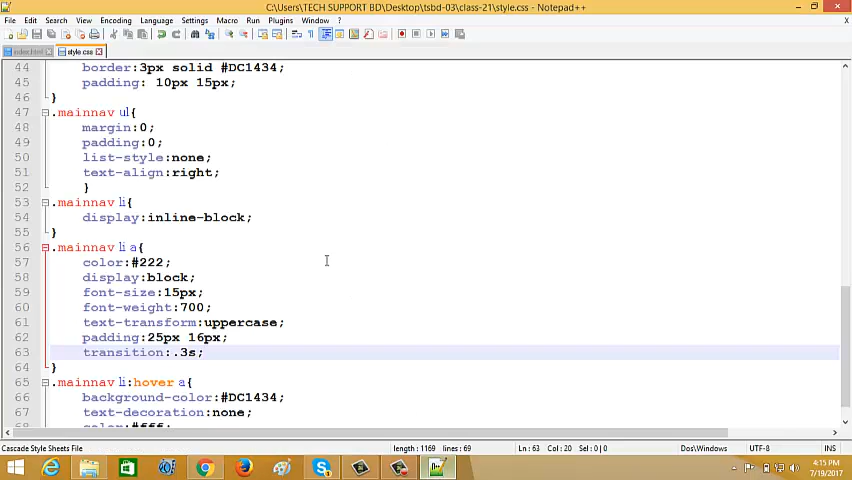 C:\Users\TECH SUPPORT BD\Desktop\tsbd-03\class-21\style.css - Notepad++
File Edit Search View Encoding Language Settings Macro Run Plugins Window ? X
index.html style.css
44 border:3px solid #DC1434;
45 padding: 10px 15px;
46 }
47 .mainnav ul{
48 margin:0;
49 padding:0;
50 list-style:none;
51 text-align:right;
52 }
53 .mainnav li{
54 display:inline-block;
55 }
56 .mainnav li a{
57 color:#222;
58 display:block;
59 font-size:15px;
60 font-weight:700;
61 text-transform:uppercase;
62 padding:25px 16px;
63 transition:.3s;
64 }
65 .mainnav li:hover a{
66 background-color:#DC1434;
67 text-decoration:none;
68 color:#fff;
Cascade Style Sheets File length : 1169 lines : 69 Ln : 63 Col : 20 Sel : 0 | 0 Dos\Windows UTF-8 INS
4:15 PM
7/19/2017